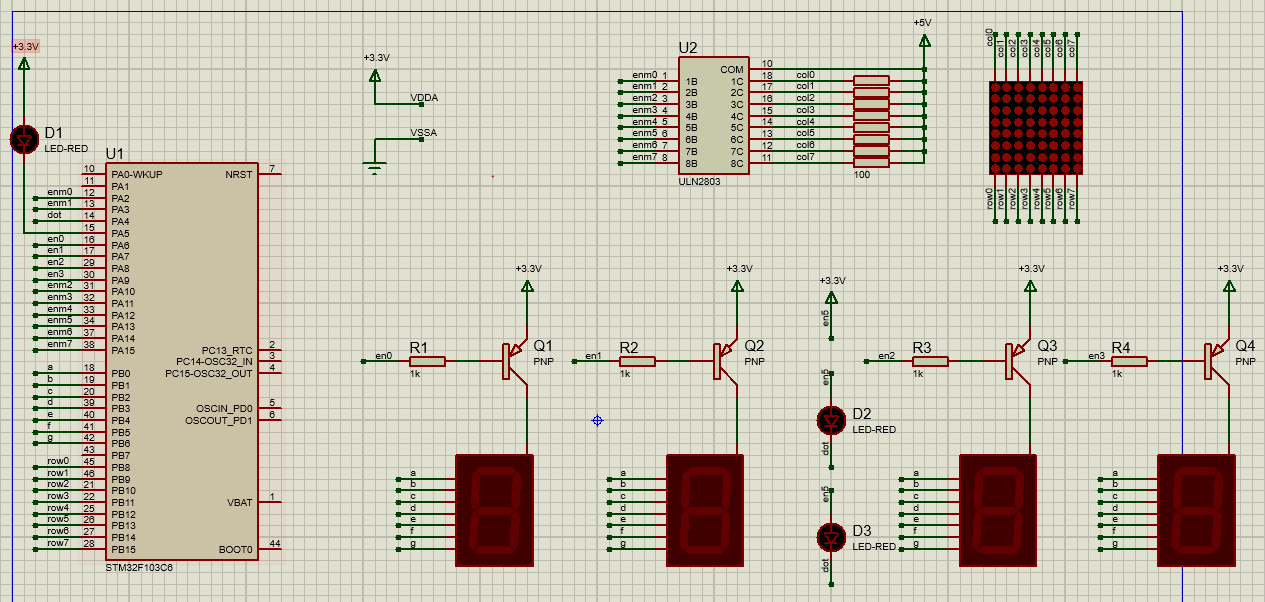 +3.3V
D1
LED-RED
U1
10 PA0-WKUP NRST 7
11 PA1
enm0 12 PA2
enm1 13 PA3
dot 14 PA4
15 PA5
en0 16 PA6
en1 17 PA7
en2 29 PA8
en3 30 PA9
enm2 31 PA10
enm3 32 PA11
enm4 33 PA12
enm5 34 PA13
enm6 37 PA14
enm7 38 PA15
PC13_RTC 2
PC14-OSC32_IN 3
PC15-OSC32_OUT 4
a 18 PB0
b 19 PB1
c 20 PB2
d 39 PB3
e 40 PB4
f 41 PB5
g 42 PB6
43 PB7
OSCIN_PD0 5
OSCOUT_PD1 6
row0 45 PB8
row1 46 PB9
row2 21 PB10
row3 22 PB11
row4 25 PB12
row5 26 PB13
row6 27 PB14
row7 28 PB15
VBAT 1
BOOT0 44
STM32F103C6
+3.3V
VDDA
VSSA
U2
+5V
COM 10
enm0 1 1B 1C 18 col0
enm1 2 2B 2C 17 col1
enm2 3 3B 3C 16 col2
enm3 4 4B 4C 15 col3
enm4 5 5B 5C 14 col4
enm5 6 6B 6C 13 col5
enm6 7 7B 7C 12 col6
enm7 8 8B 8C 11 col7
ULN2803
100
col0
col1
col2
col3
col4
col5
col6
col7
row0
row1
row2
row3
row4
row5
row6
row7
+3.3V
en0
R1
1k
Q1
PNP
a
b
c
d
e
f
g
+3.3V
en1
R2
1k
Q2
PNP
a
b
c
d
e
f
g
+3.3V
en5
en5
D2
LED-RED
dot
en5
D3
LED-RED
dot
+3.3V
en2
R3
1k
Q3
PNP
a
b
c
d
e
f
g
+3.3V
en3
R4
1k
Q4
PNP
a
b
c
d
e
f
g